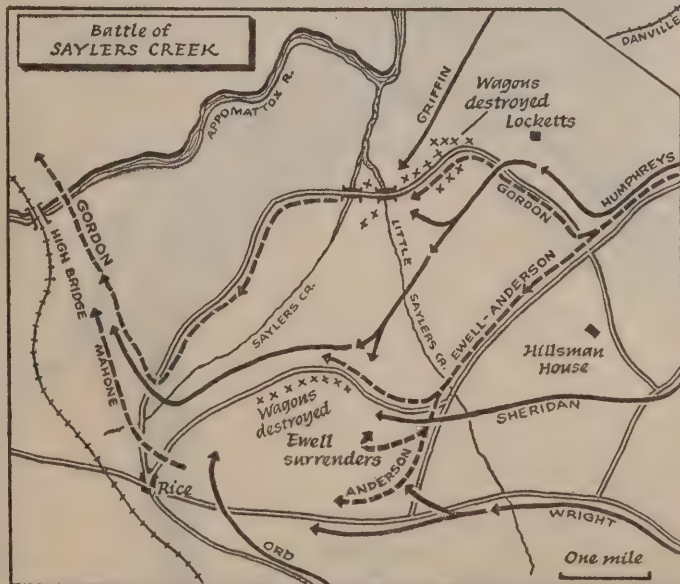 Battle of
SAYLERS CREEK
DANVILLE
APPOMATTOX R.
GRIFFIN
Wagons
destroyed
Locketts
HUMPHREYS
GORDON
GORDON
HIGH BRIDGE
LITTLE
SAYLERS CR.
SAYLERS CR.
EWELL-ANDERSON
MAHONE
Hillsman
House
Wagons
destroyed
SHERIDAN
Ewell
surrenders
ANDERSON
Rice
WRIGHT
ORD
One mile